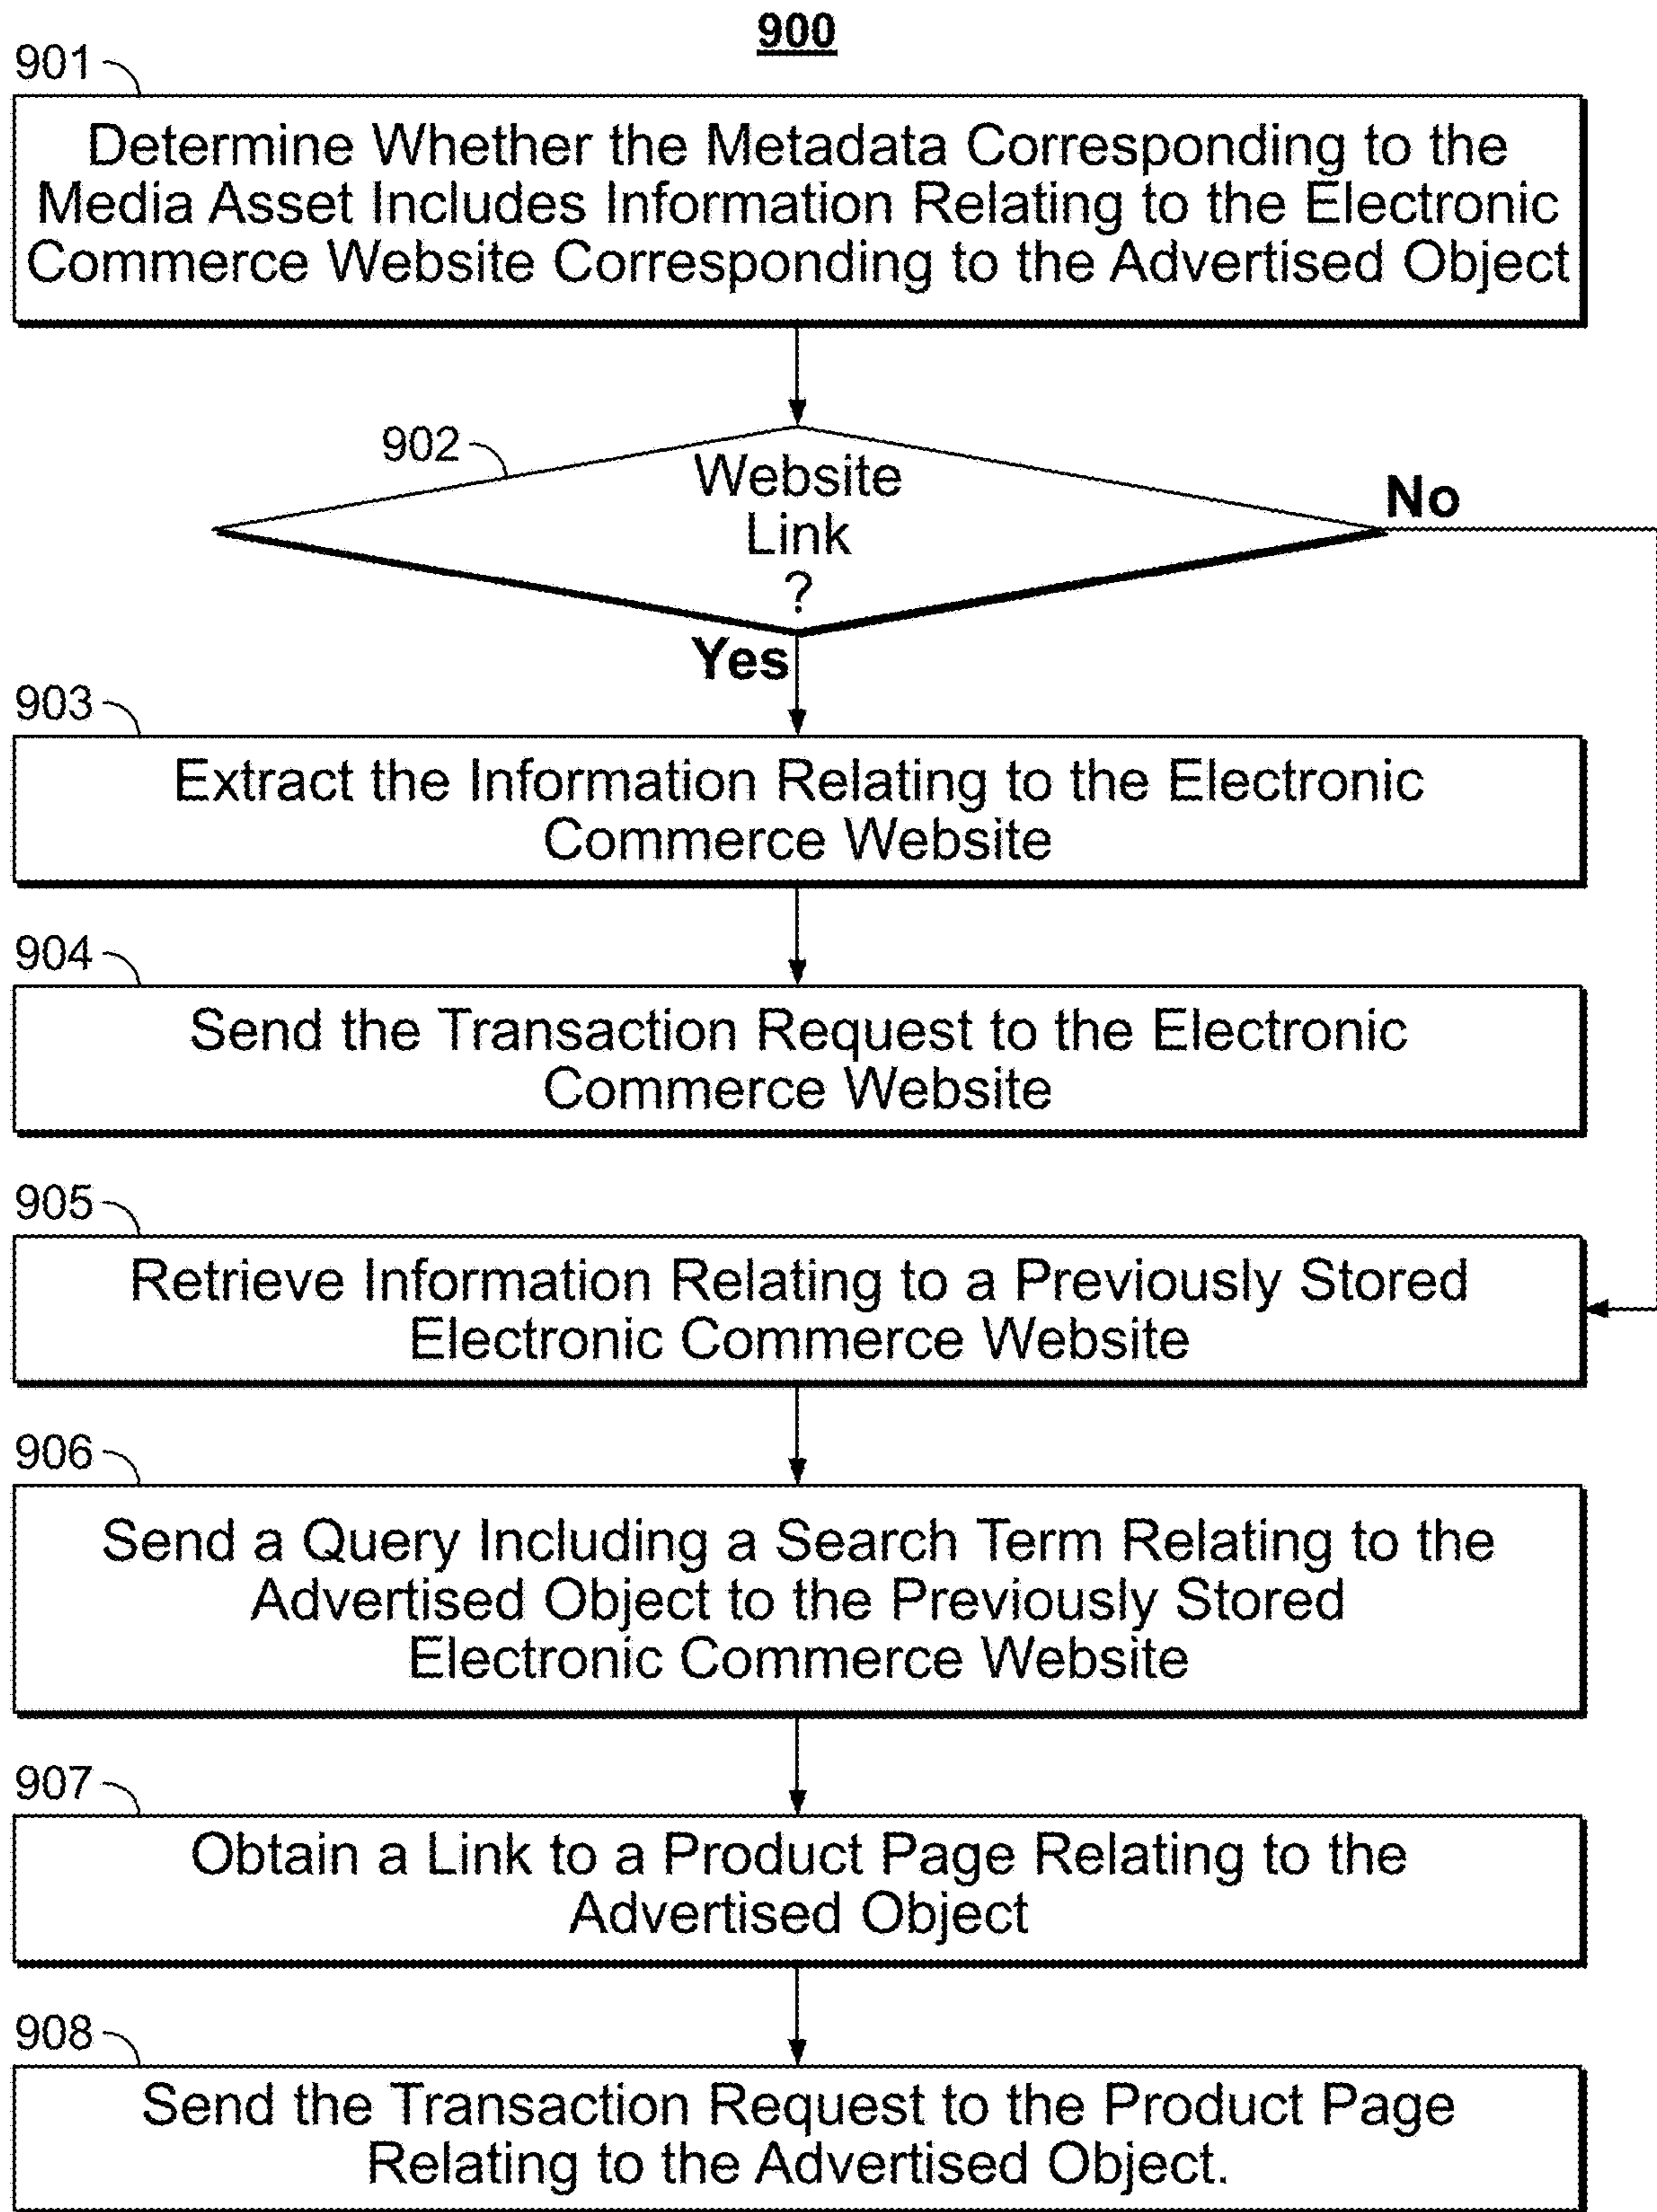 900
901
Determine Whether the Metadata Corresponding to the
Media Asset Includes Information Relating to the Electronic
Commerce Website Corresponding to the Advertised Object
902
Website
Link
?
No
Yes
903
Extract the Information Relating to the Electronic
Commerce Website
904
Send the Transaction Request to the Electronic
Commerce Website
905
Retrieve Information Relating to a Previously Stored
Electronic Commerce Website
906
Send a Query Including a Search Term Relating to the
Advertised Object to the Previously Stored
Electronic Commerce Website
907
Obtain a Link to a Product Page Relating to the
Advertised Object
908
Send the Transaction Request to the Product Page
Relating to the Advertised Object.